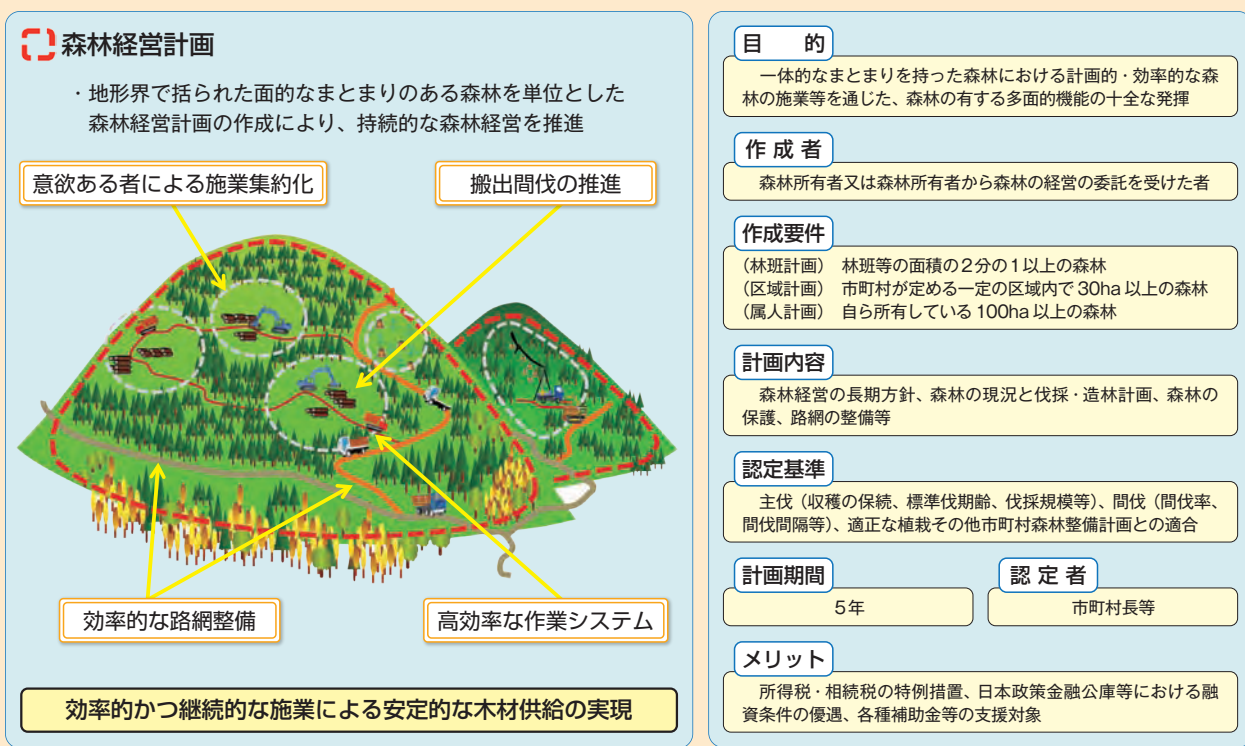 森林経営計画
・地形界で括られた面的なまとまりのある森林を単位とした
森林経営計画の作成により、持続的な森林経営を推進
意欲ある者による施業集約化
搬出間伐の推進
効率的な路網整備
高効率な作業システム
効率的かつ継続的な施業による安定的な木材供給の実現
目　的
一体的なまとまりを持った森林における計画的・効率的な森
林の施業等を通じた、森林の有する多面的機能の十全な発揮
作 成 者
森林所有者又は森林所有者から森林の経営の委託を受けた者
作成要件
（林班計画）　林班等の面積の２分の１以上の森林
（区域計画）　市町村が定める一定の区域内で 30ha 以上の森林
（属人計画）　自ら所有している 100ha 以上の森林
計画内容
森林経営の長期方針、森林の現況と伐採・造林計画、森林の
保護、路網の整備等
認定基準
主伐（収穫の保続、標準伐期齢、伐採規模等）、間伐（間伐率、
間伐間隔等）、適正な植栽その他市町村森林整備計画との適合
計画期間
５年
認 定 者
市町村長等
メリット
所得税・相続税の特例措置、日本政策金融公庫等における融
資条件の優遇、各種補助金等の支援対象